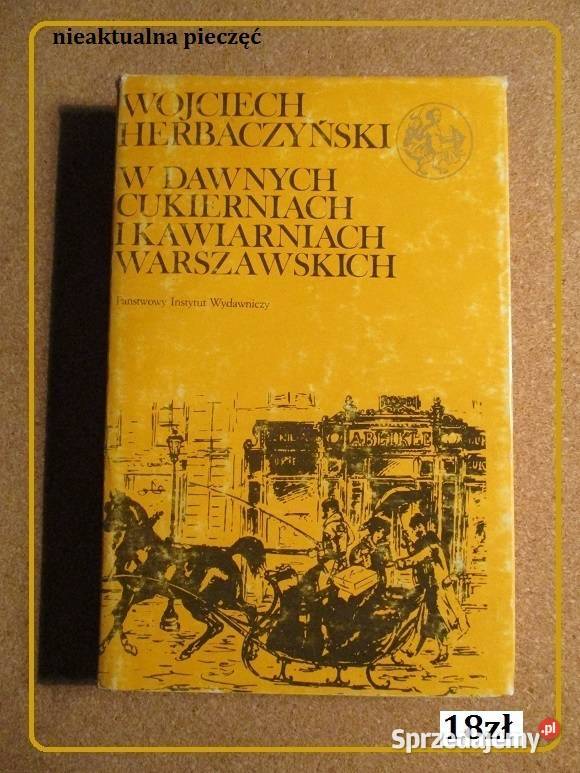 nieaktualna pieczęć
WOJCIECH
HERBACZYŃSKI
W DAWNYCH
CUKIERNIACH
I KAWIARNIACH
WARSZAWSKICH
Państwowy Instytut Wydawniczy
A.BLIKLE
18zł
Sprzedajemy.pl